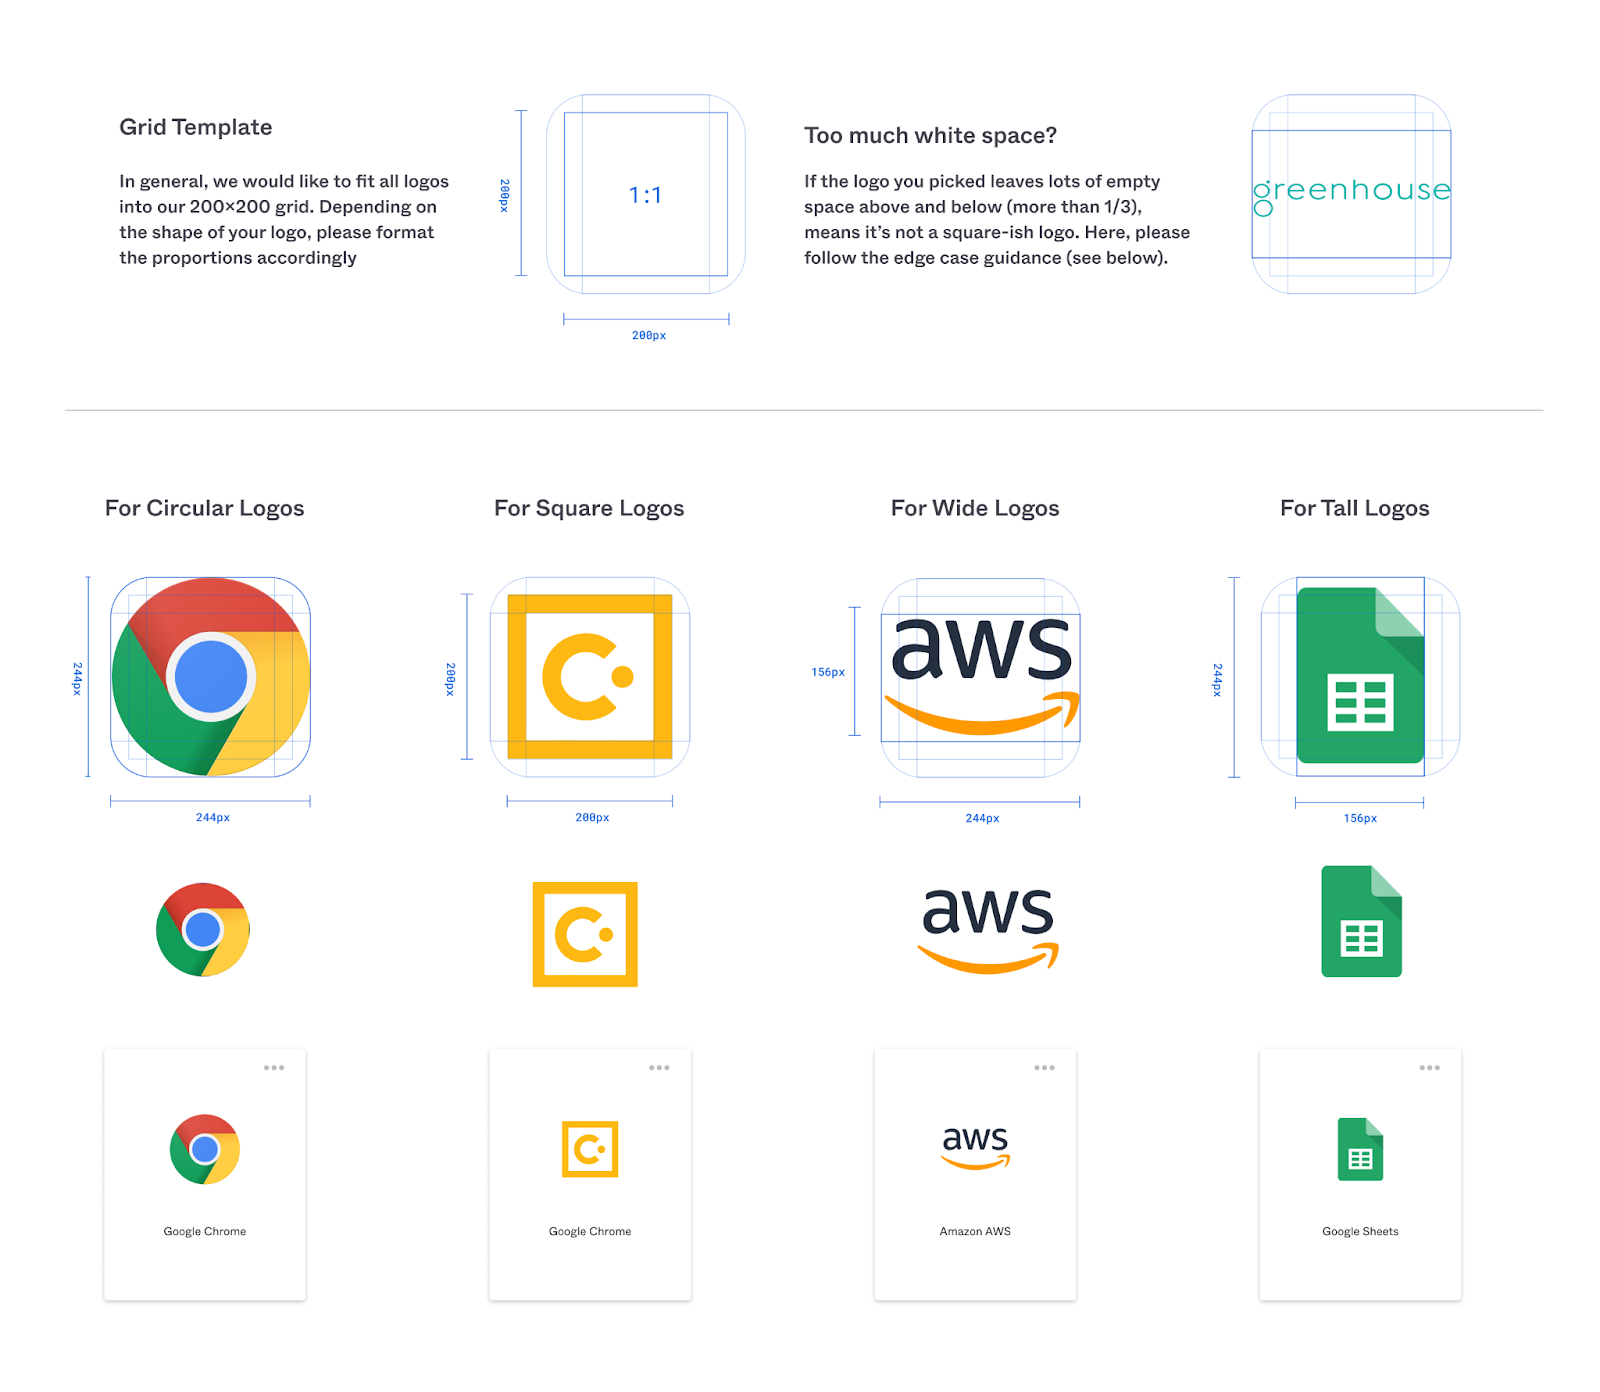 Grid Template
In general, we would like to fit all logos
into our 200×200 grid. Depending on
the shape of your logo, please format
the proportions accordingly
200px
1:1
200px
Too much white space?
If the logo you picked leaves lots of empty
space above and below (more than 1/3),
means it’s not a square-ish logo. Here, please
follow the edge case guidance (see below).
greenhouse
For Circular Logos
For Square Logos
For Wide Logos
For Tall Logos
244px
244px
200px
200px
156px
aws
244px
244px
156px
aws
Google Chrome
Google Chrome
aws
Amazon AWS
Google Sheets